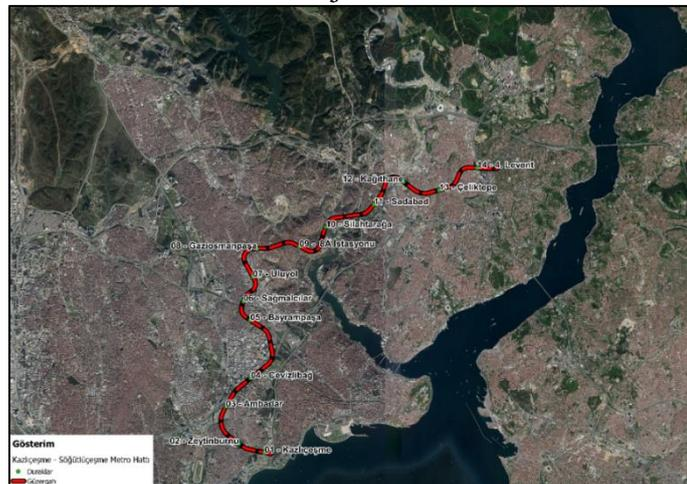 14 - 4. Levent
12 - Kağıthane
13 - Çeliktepe
11 - Sadabad
10 - Silahtarağa
08 - Gaziosmanpaşa
09 - 8A İstasyonu
07 - Uluyol
06 - Sağmalcılar
05 - Bayrampaşa
04 - Cevizlibağ
03 - Ambarlar
02 - Zeytinburnu
01 - Kazlıçeşme
Gösterim
Kazlıçeşme - Söğütlüçeşme Metro Hattı
Duraklar
Güzergah